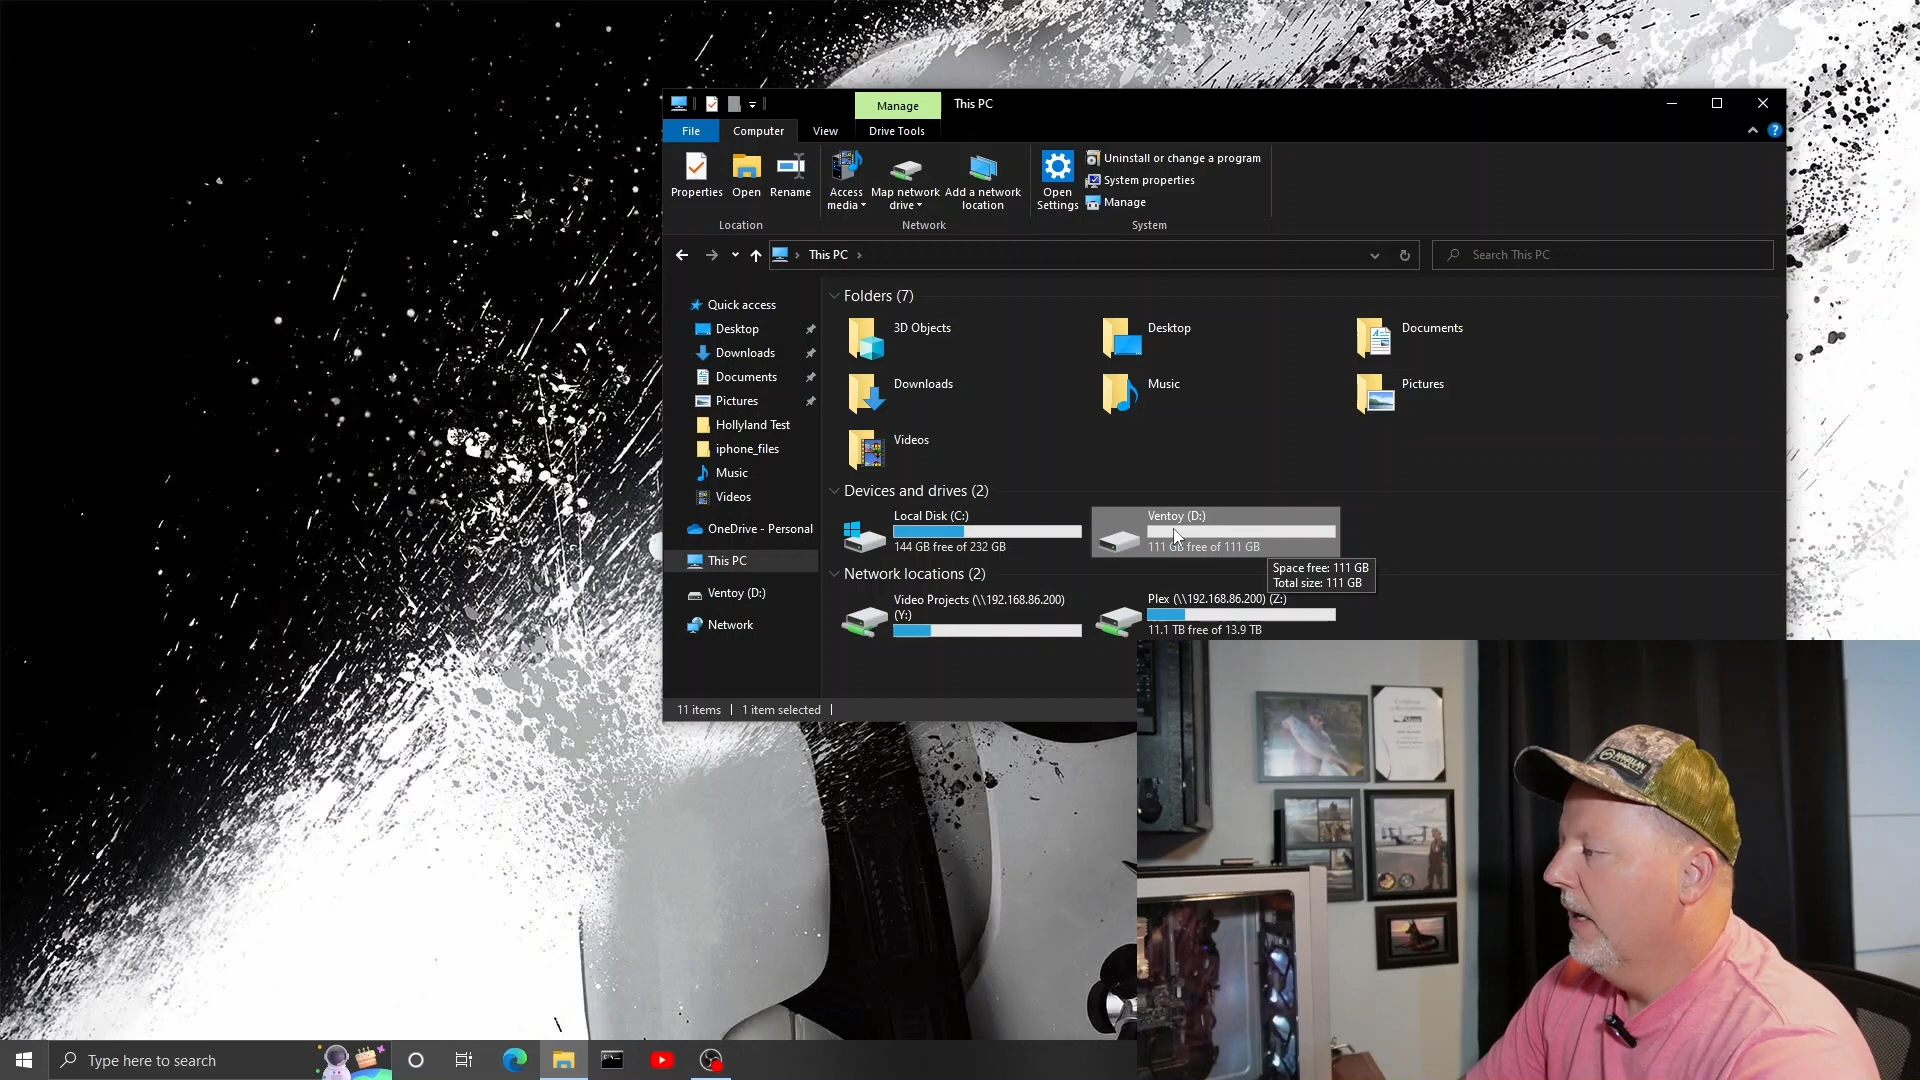 Manage
This PC
File
Computer
View
Drive Tools
Properties
Open
Rename
Access media
Map network drive
Add a network location
Open Settings
Uninstall or change a program
System properties
Manage
Location
Network
System
This PC
Search This PC
Quick access
Desktop
Downloads
Documents
Pictures
Hollyland Test
iphone_files
Music
Videos
OneDrive - Personal
This PC
Ventoy (D:)
Network
Folders (7)
3D Objects
Desktop
Documents
Downloads
Music
Pictures
Videos
Devices and drives (2)
Local Disk (C:)
144 GB free of 232 GB
Ventoy (D:)
111 GB free of 111 GB
Space free: 111 GB
Total size: 111 GB
Network locations (2)
Video Projects (\\192.168.86.200)
(Y:)
Plex (\\192.168.86.200) (Z:)
11.1 TB free of 13.9 TB
11 items
1 item selected
Type here to search